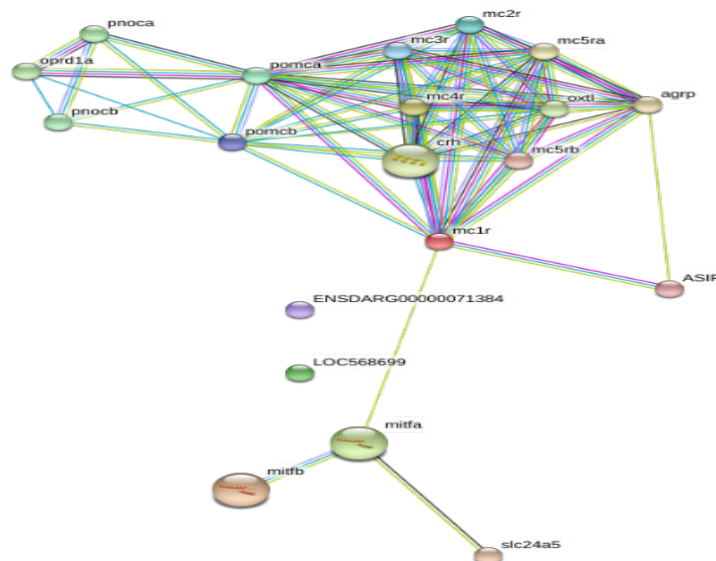 pnoca
mc2r
mc3r
mc5ra
oprd1a
pomca
mc4r
oxtl
agrp
pnocb
pomcb
crh
mc5rb
mc1r
ASIP
ENSDARG00000071384
LOC568699
mitfa
mitfb
slc24a5